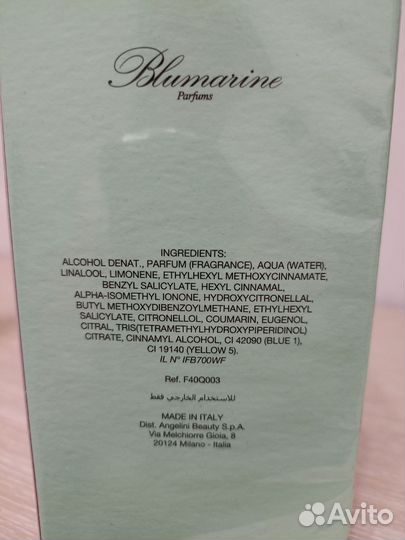 Blumarine
Parfums
INGREDIENTS:
ALCOHOL DENAT., PARFUM (FRAGRANCE), AQUA (WATER),
LINALOOL, LIMONENE, ETHYLHEXYL METHOXYCINNAMATE,
BENZYL SALICYLATE, HEXYL CINNAMAL,
ALPHA-ISOMETHYL IONONE, HYDROXYCITRONELLAL,
BUTYL METHOXYDIBENZOYLMETHANE, ETHYLHEXYL
SALICYLATE, CITRONELLOL, COUMARIN, EUGENOL,
CITRAL, TRIS(TETRAMETHYLHYDROXYPIPERIDINOL)
CITRATE, CINNAMYL ALCOHOL, CI 42090 (BLUE 1),
CI 19140 (YELLOW 5).
IL N° IFB700WF
Ref. F40Q003
للاستخدام الخارجي فقط
MADE IN ITALY
Dist. Angelini Beauty S.p.A.
Via Melchiorre Gioia, 8
20124 Milano - Italia
Avito